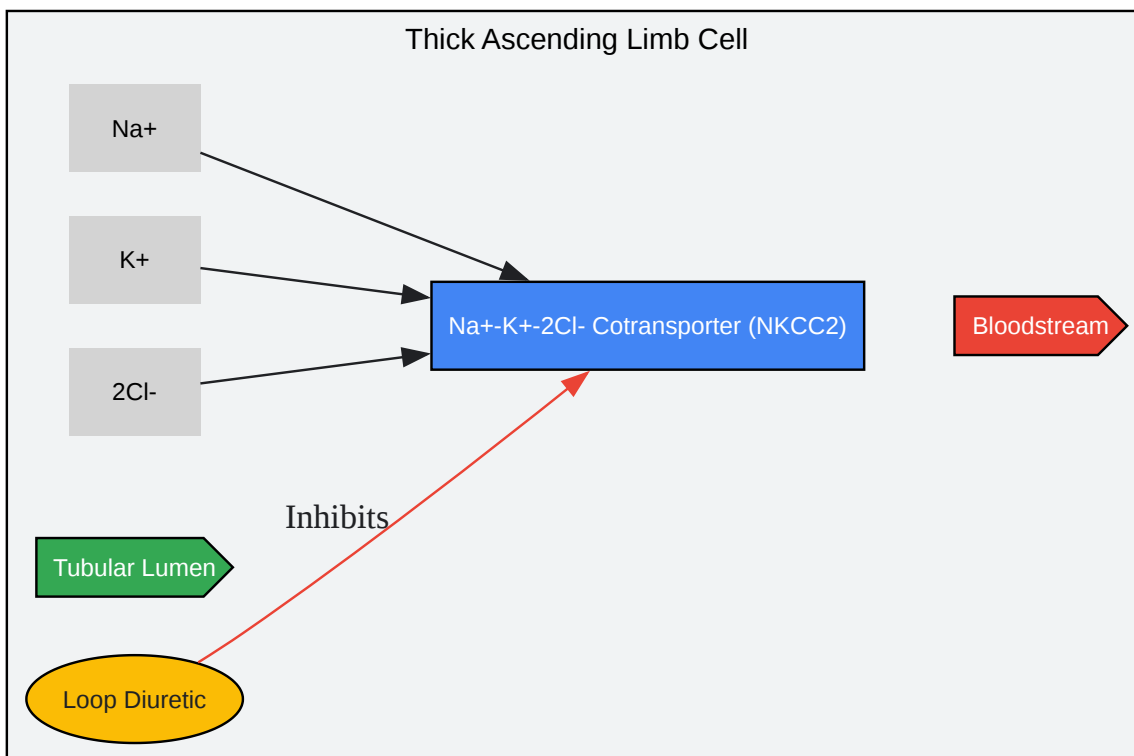 Thick Ascending Limb Cell
Na+
K+
2Cl-
Na+-K+-2Cl- Cotransporter (NKCC2)
Bloodstream
Inhibits
Tubular Lumen
Loop Diuretic